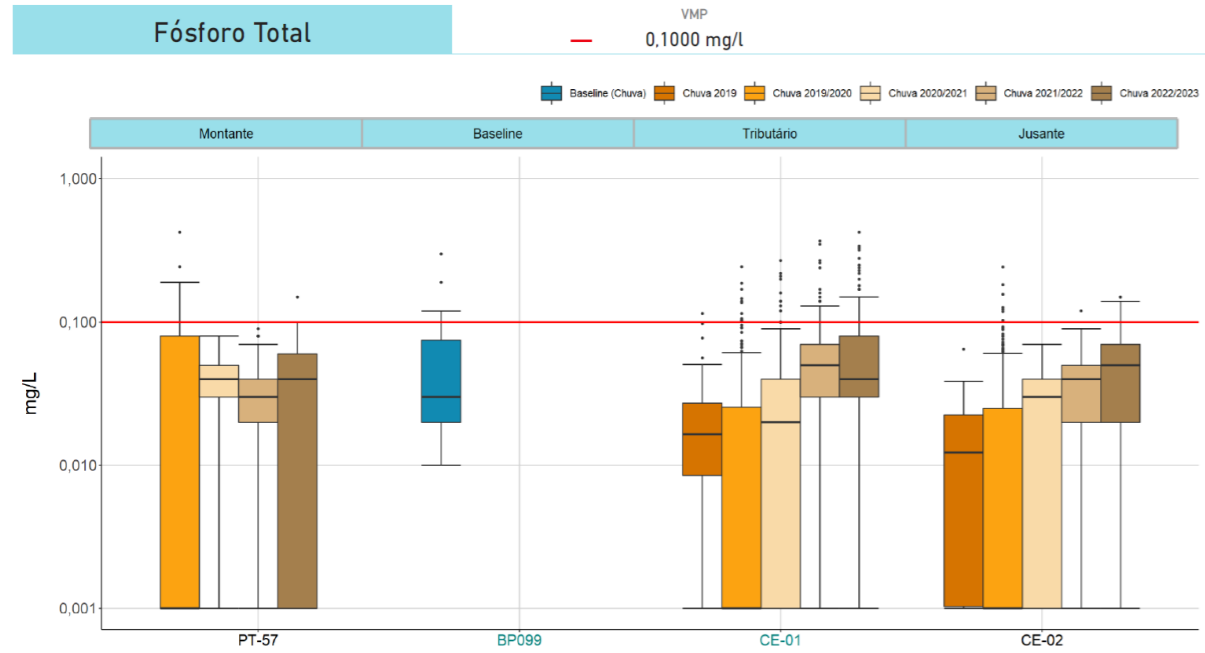 Fósforo Total
VMP
0,1000 mg/l
Baseline (Chuva) Chuva 2019 Chuva 2019/2020 Chuva 2020/2021 Chuva 2021/2022 Chuva 2022/2023
Montante Baseline Tributário Jusante
1,000
0,100
0,010
0,001
mg/L
PT-57 BP099 CE-01 CE-02